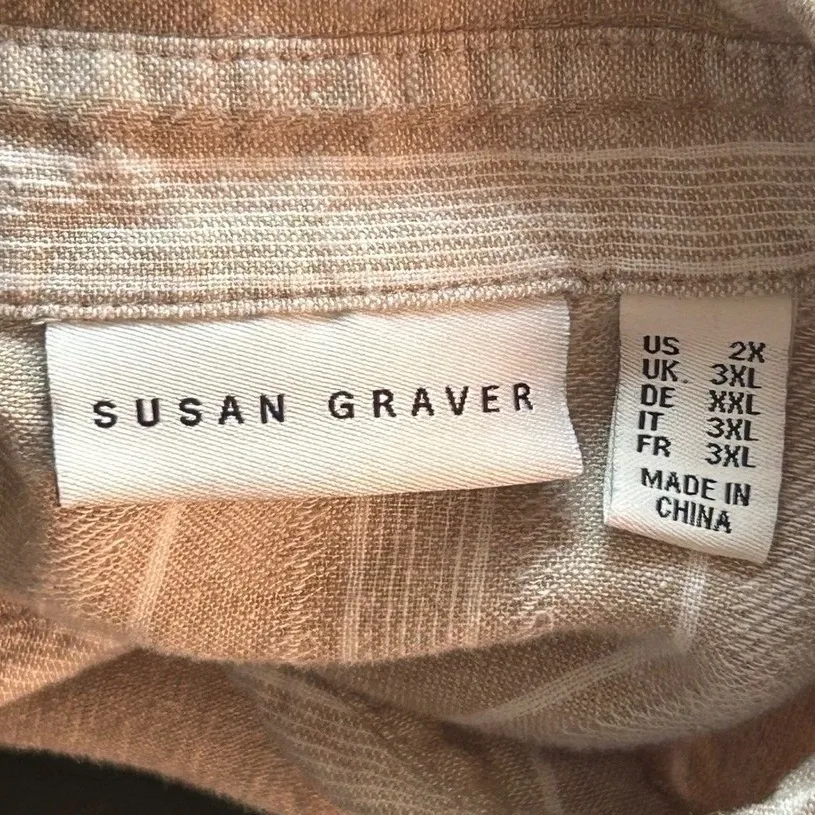 SUSAN GRAVER
US 2X
UK. 3XL
DE XXL
IT 3XL
FR 3XL
MADE IN
CHINA